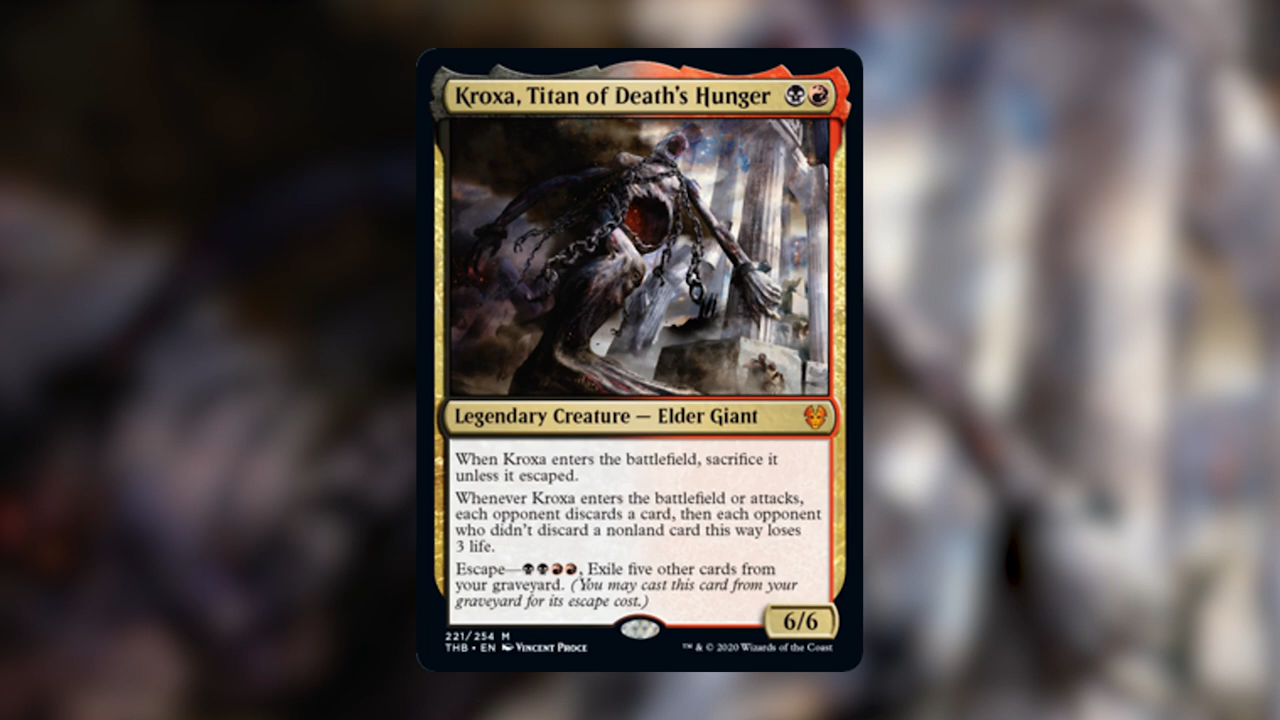 Kroxa, Titan of Death's Hunger
Legendary Creature — Elder Giant
When Kroxa enters the battlefield, sacrifice it
unless it escaped.
Whenever Kroxa enters the battlefield or attacks,
each opponent discards a card, then each opponent
who didn't discard a nonland card this way loses
3 life.
Escape—, Exile five other cards from
your graveyard. (You may cast this card from your
graveyard for its escape cost.)
6/6
221/254 M
THB • EN Vincent Proce
™ & © 2020 Wizards of the Coast